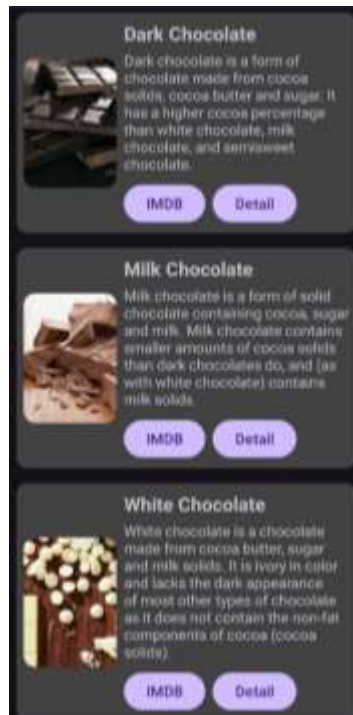 Dark Chocolate
Dark chocolate is a form of
chocolate made from cocoa
solids, cocoa butter and sugar. It
has a higher cocoa percentage
than white chocolate, milk
chocolate, and semisweet
chocolate.
IMDB Detail
Milk Chocolate
Milk chocolate is a form of solid
chocolate containing cocoa, sugar
and milk. Milk chocolate contains
smaller amounts of cocoa solids
than dark chocolates do, and (as
with white chocolate) contains
milk solids.
IMDB Detail
White Chocolate
White chocolate is a chocolate
made from cocoa butter, sugar
and milk solids. It is ivory in color
and lacks the dark appearance
of most other types of chocolate
as it does not contain the non-fat
components of cocoa (cocoa
solids).
IMDB Detail